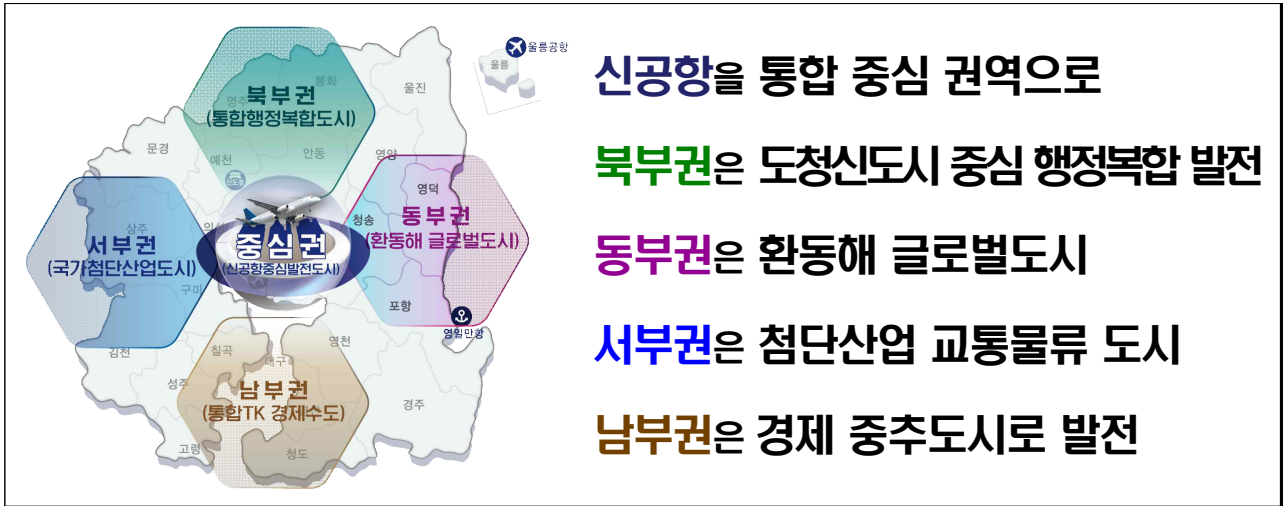 울릉공항
울릉
봉화
울진
영주
북부권
(통합행정복합도시)
문경
예천
안동
영양
신도청
영덕
상주
의성
청송
동부권
(환동해 글로벌도시)
서부권
(국가첨단산업도시)
중심권
(신공항중심발전도시)
구미
포항
영일만항
김천
칠곡
영천
대구
성주
남부권
(통합TK 경제수도)
경주
고령
청도
신공항을 통합 중심 권역으로
북부권은 도청신도시 중심 행정복합 발전
동부권은 환동해 글로벌도시
서부권은 첨단산업 교통물류 도시
남부권은 경제 중추도시로 발전